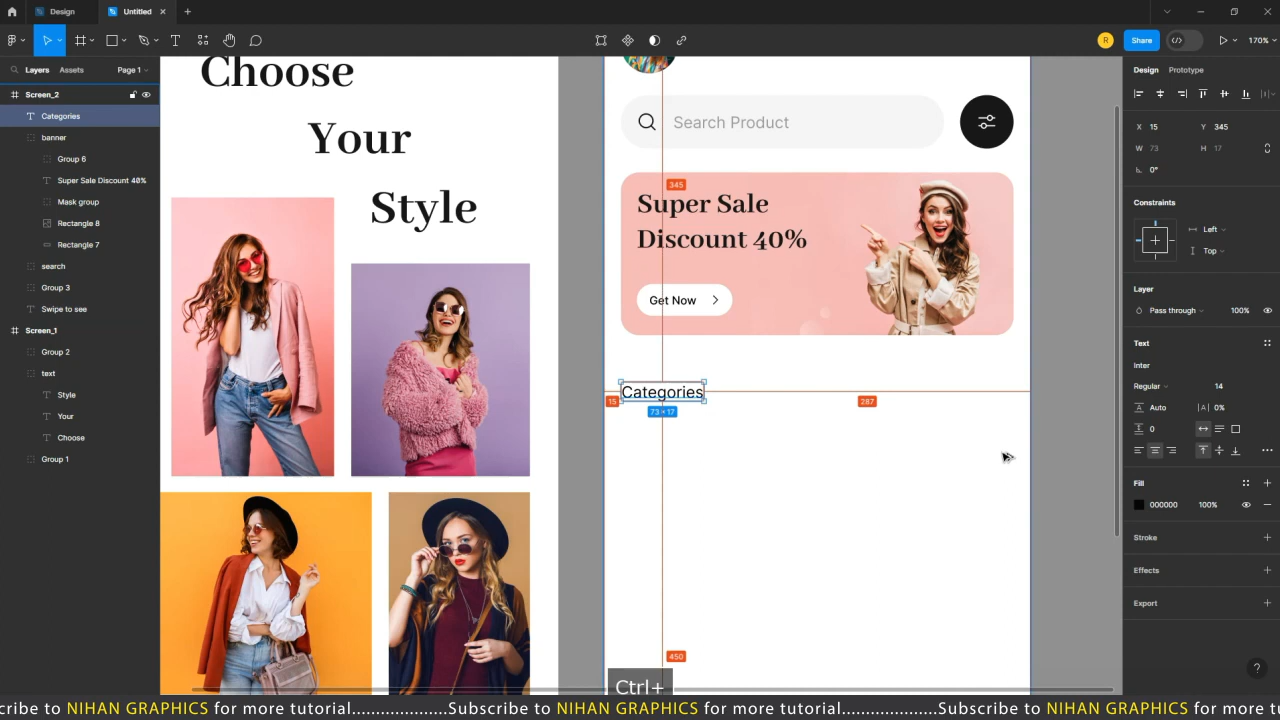 Design
Untitled
Share
170%
Layers
Assets
Page 1
Screen_2
Categories
banner
Group 6
Super Sale Discount 40%
Mask group
Rectangle 8
Rectangle 7
search
Group 3
Swipe to see
Screen_1
Group 2
text
Style
Your
Choose
Group 1
Choose
Your
Style
Search Product
345
Super Sale
Discount 40%
Get Now
Categories
15
73 × 17
287
450
Ctrl+
R
Design
Prototype
X 15
Y 345
W 73
H 17
0°
Constraints
Left
Top
Layer
Pass through
100%
Text
Inter
Regular
14
Auto
|A| 0%
0
Fill
000000
100%
Stroke
Effects
Export
?
cribe to NIHAN GRAPHICS for more tutorial...................Subscribe to NIHAN GRAPHICS for more tutorial...................Subscribe to NIHAN GRAPHICS for more tu